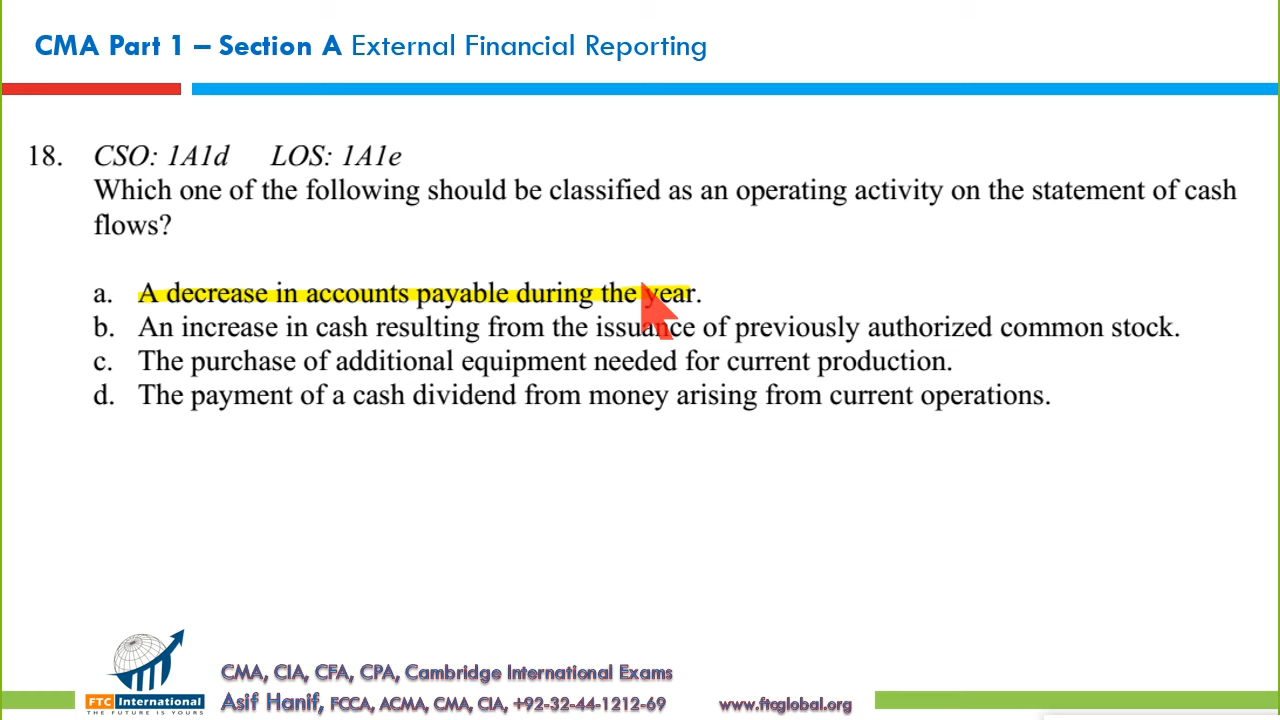 CMA Part 1 – Section A External Financial Reporting
18. CSO: 1A1d LOS: 1A1e
Which one of the following should be classified as an operating activity on the statement of cash
flows?
a. A decrease in accounts payable during the year.
b. An increase in cash resulting from the issuance of previously authorized common stock.
c. The purchase of additional equipment needed for current production.
d. The payment of a cash dividend from money arising from current operations.
FTC International
THE FUTURE IS YOURS
CMA, CIA, CFA, CPA, Cambridge International Exams
Asif Hanif, FCCA, ACMA, CMA, CIA, +92-32-44-1212-69 www.ftcglobal.org